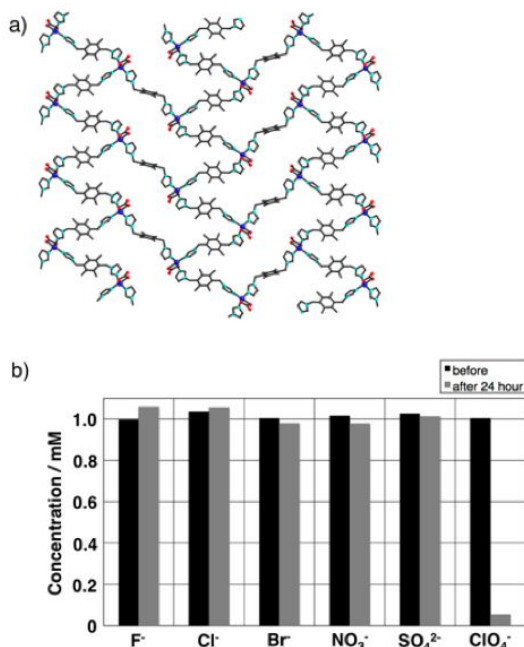 a)
b)
before
after 24 hour
Concentration / mM
1.0
0.8
0.6
0.4
0.2
0
F⁻ Cl⁻ Br⁻ NO₃⁻ SO₄²⁻ ClO₄⁻